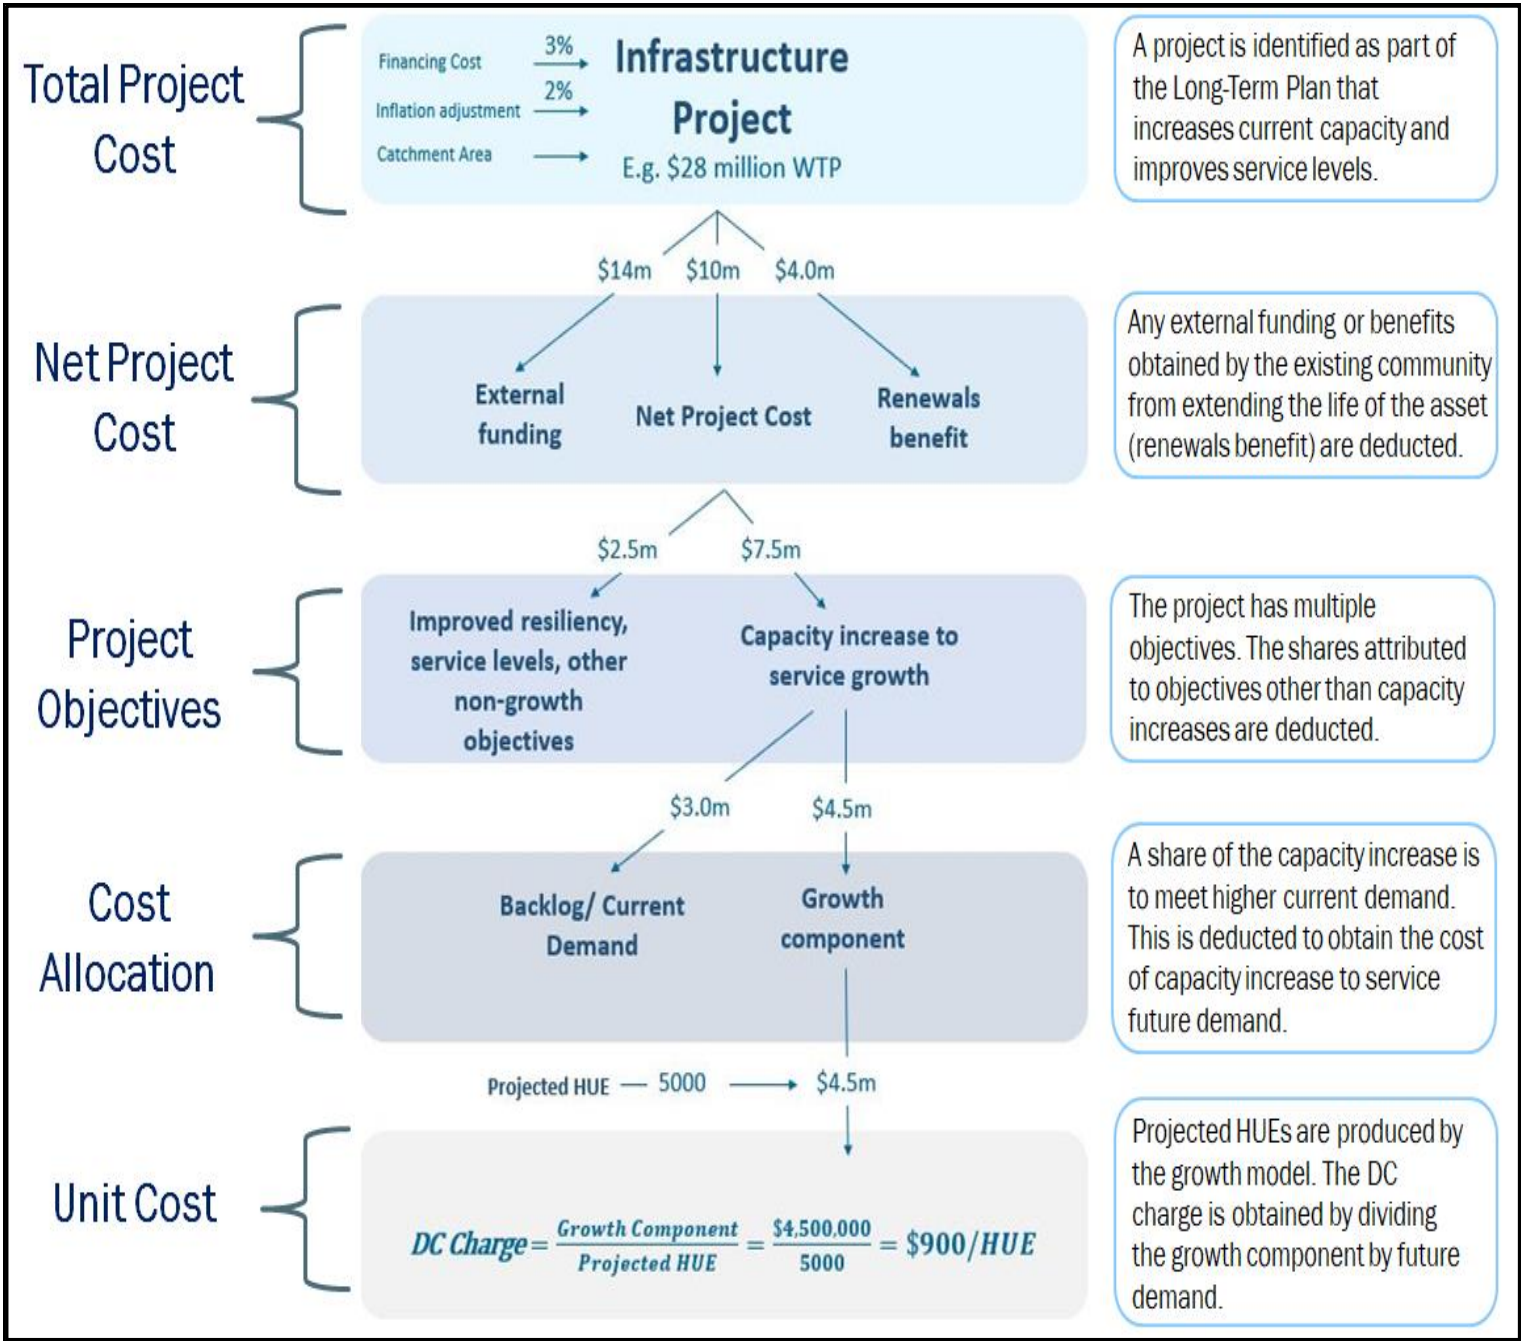 Total Project
Cost
Financing Cost
3%
Inflation adjustment
2%
Catchment Area
Infrastructure
Project
E.g. $28 million WTP
A project is identified as part of
the Long-Term Plan that
increases current capacity and
improves service levels.
$14m
$10m
$4.0m
Net Project
Cost
External
funding
Net Project Cost
Renewals
benefit
Any external funding or benefits
obtained by the existing community
from extending the life of the asset
(renewals benefit) are deducted.
$2.5m
$7.5m
Project
Objectives
Improved resiliency,
service levels, other
non-growth
objectives
Capacity increase to
service growth
The project has multiple
objectives. The shares attributed
to objectives other than capacity
increases are deducted.
$3.0m
$4.5m
Cost
Allocation
Backlog/ Current
Demand
Growth
component
A share of the capacity increase is
to meet higher current demand.
This is deducted to obtain the cost
of capacity increase to service
future demand.
Projected HUE — 5000
$4.5m
Unit Cost
DC Charge = Growth Component / Projected HUE = $4,500,000 / 5000 = $900/HUE
Projected HUEs are produced by
the growth model. The DC
charge is obtained by dividing
the growth component by future
demand.